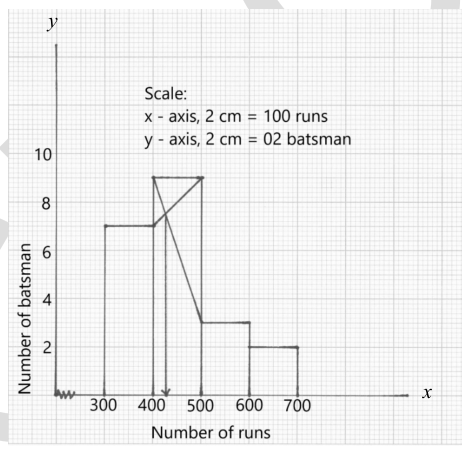 y
Scale:
x - axis, 2 cm = 100 runs
y - axis, 2 cm = 02 batsman
10
8
6
4
2
Number of batsman
300 400 500 600 700
x
Number of runs